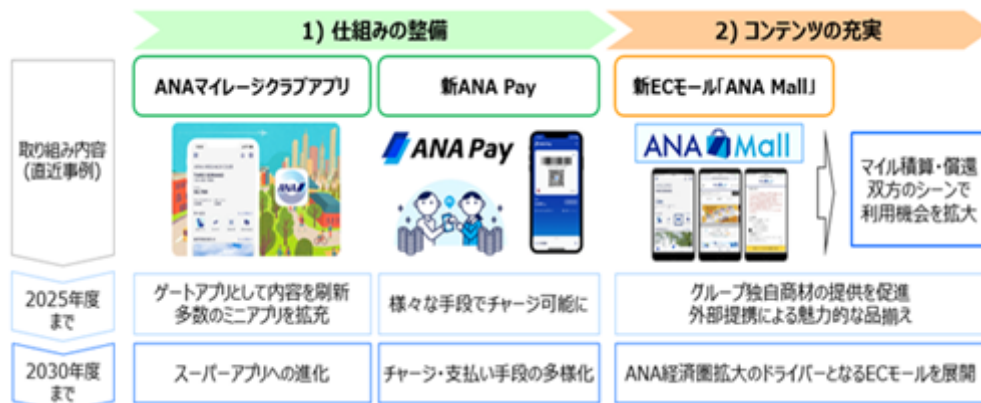 1) 仕組みの整備
2) コンテンツの充実
取り組み内容
(直近事例)
ANAマイレージクラブアプリ
新ANA Pay
新ECモール「ANA Mall」
ANA
ANA Pay
ANA Mall
マイル積算・償還
双方のシーンで
利用機会を拡大
2025年度
まで
ゲートアプリとして内容を刷新
多数のミニアプリを拡充
様々な手段でチャージ可能に
グループ独自商材の提供を促進
外部提携による魅力的な品揃え
2030年度
まで
スーパーアプリへの進化
チャージ・支払い手段の多様化
ANA経済圏拡大のドライバーとなるECモールを展開